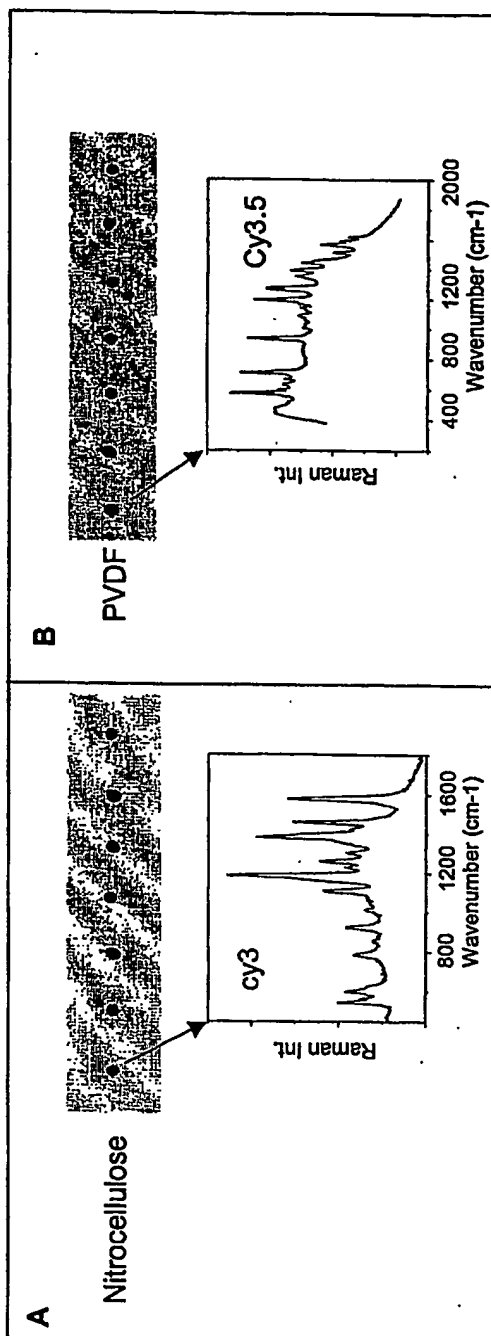 A
Nitrocellulose
cy3
Raman Int.
800
1200
1600
Wavenumber (cm-1)
B
PVDF
Cy3.5
Raman Int.
400
800
1200
2000
Wavenumber (cm-1)